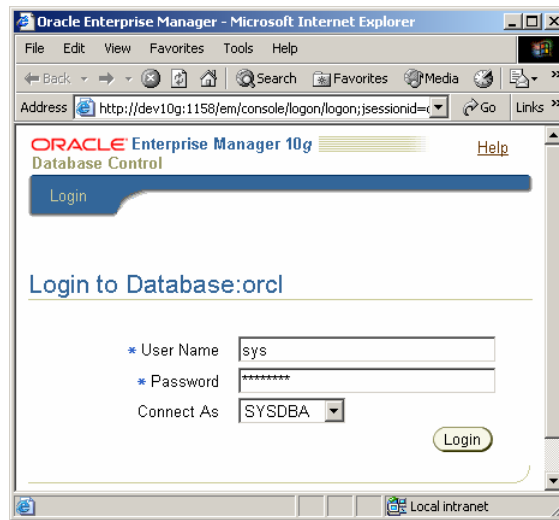 Oracle Enterprise Manager - Microsoft Internet Explorer
File Edit View Favorites Tools Help
Back Search Favorites Media »
Address http://dev10g:1158/em/console/logon/logon;jsessionid= Go Links »
ORACLE Enterprise Manager 10g
Database Control
Help
Login
Login to Database:orcl
* User Name sys
* Password ********
Connect As SYSDBA
Login
Local intranet